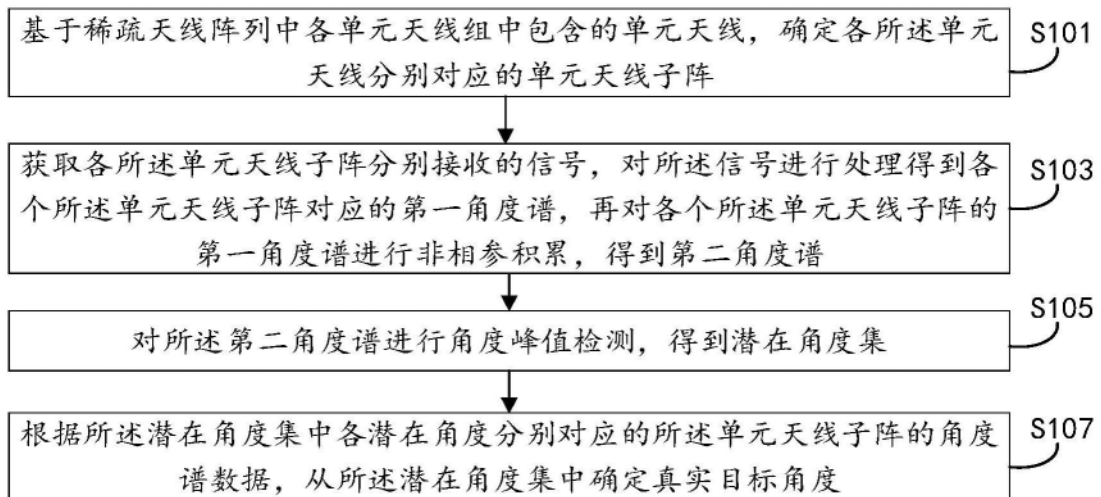 基于稀疏天线阵列中各单元天线组中包含的单元天线，确定各所述单元
天线分别对应的单元天线子阵
S101
获取各所述单元天线子阵分别接收的信号，对所述信号进行处理得到各
个所述单元天线子阵对应的第一角度谱，再对各个所述单元天线子阵的
第一角度谱进行非相参积累，得到第二角度谱
S103
对所述第二角度谱进行角度峰值检测，得到潜在角度集
S105
根据所述潜在角度集中各潜在角度分别对应的所述单元天线子阵的角度
谱数据，从所述潜在角度集中确定真实目标角度
S107